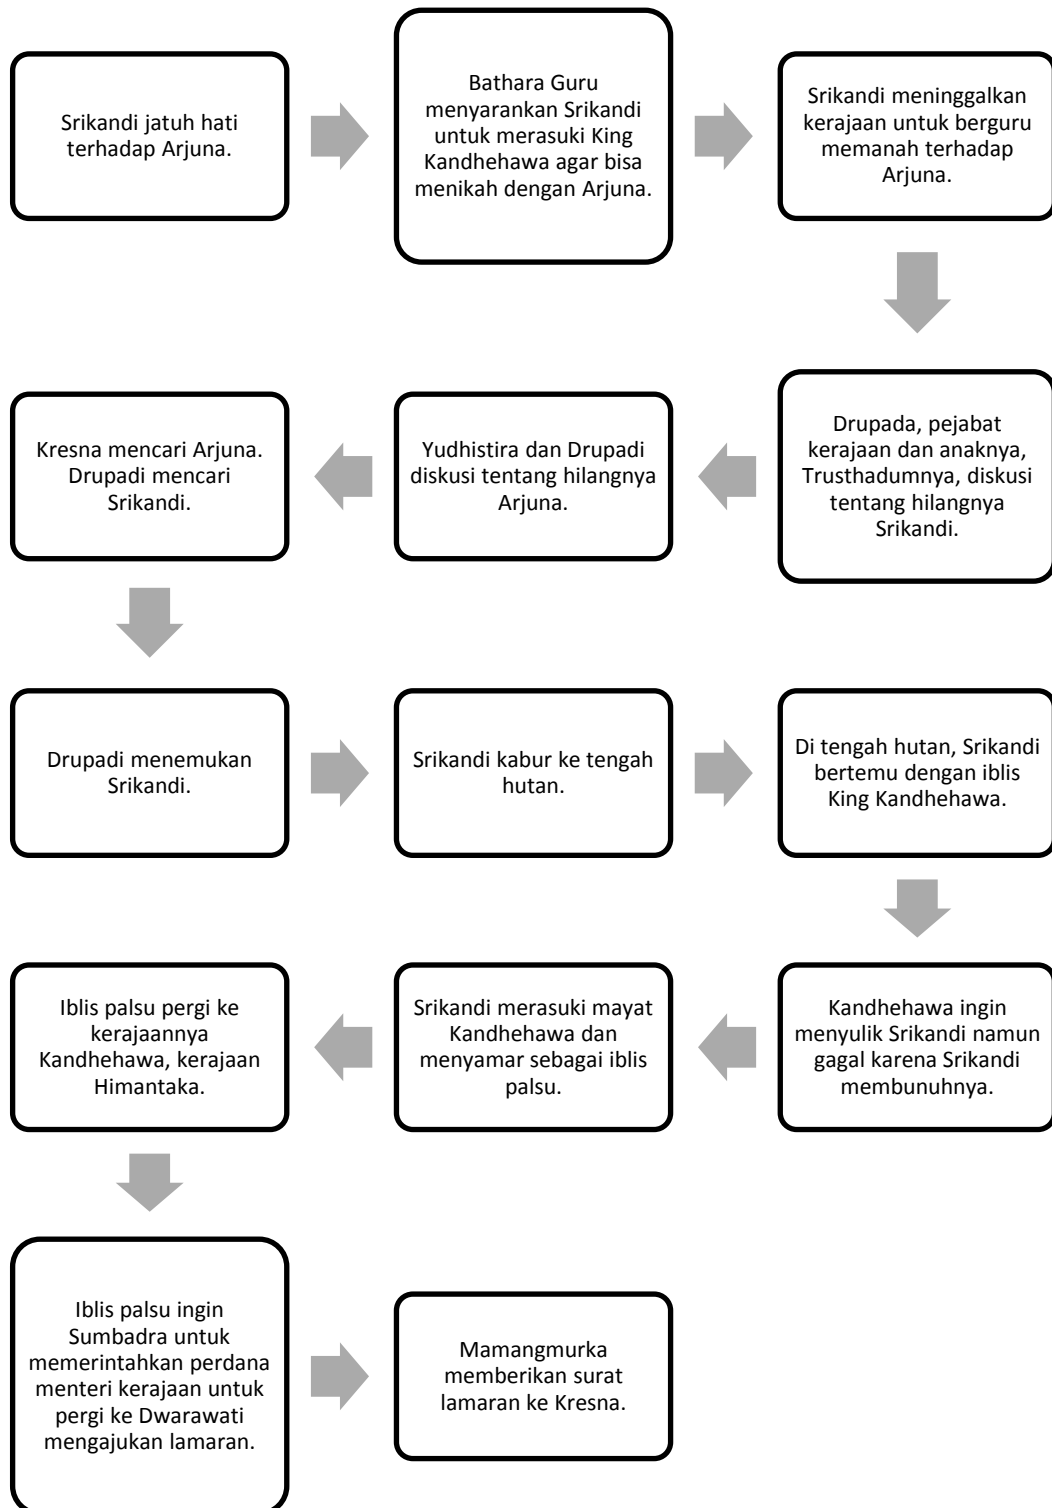 Srikandi jatuh hati
terhadap Arjuna.
Bathara Guru
menyarankan Srikandi
untuk merasuki King
Kandhehawa agar bisa
menikah dengan Arjuna.
Srikandi meninggalkan
kerajaan untuk berguru
memanah terhadap
Arjuna.
Drupada, pejabat
kerajaan dan anaknya,
Trusthadumnya, diskusi
tentang hilangnya
Srikandi.
Yudhistira dan Drupadi
diskusi tentang hilangnya
Arjuna.
Kresna mencari Arjuna.
Drupadi mencari
Srikandi.
Drupadi menemukan
Srikandi.
Srikandi kabur ke tengah
hutan.
Di tengah hutan, Srikandi
bertemu dengan iblis
King Kandhehawa.
Kandhehawa ingin
menyulik Srikandi namun
gagal karena Srikandi
membunuhnya.
Srikandi merasuki mayat
Kandhehawa dan
menyamar sebagai iblis
palsu.
Iblis palsu pergi ke
kerajaannya
Kandhehawa, kerajaan
Himantaka.
Iblis palsu ingin
Sumbadra untuk
memerintahkan perdana
menteri kerajaan untuk
pergi ke Dwarawati
mengajukan lamaran.
Mamangmurka
memberikan surat
lamaran ke Kresna.